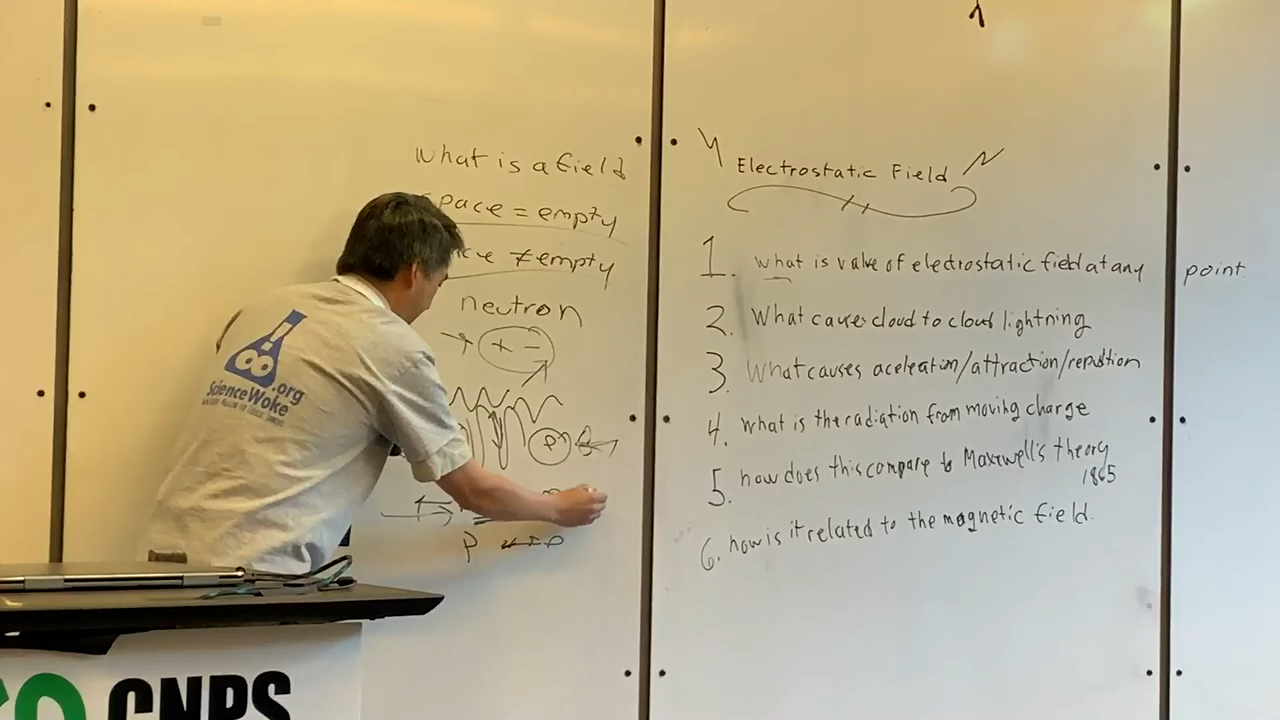 What is a field
space = empty
≠ empty
neutron
+ -
P
P
Electrostatic Field
1. what is value of electrostatic field at any point
2. What cause cloud to cloud lightning
3. What causes aceleation/attraction/repultion
4. what is the radiation from moving charge
5. how does this compare to Maxwell's theory
1865
6. how is it related to the magnetic field.
.org
ScienceWoke
CNPS